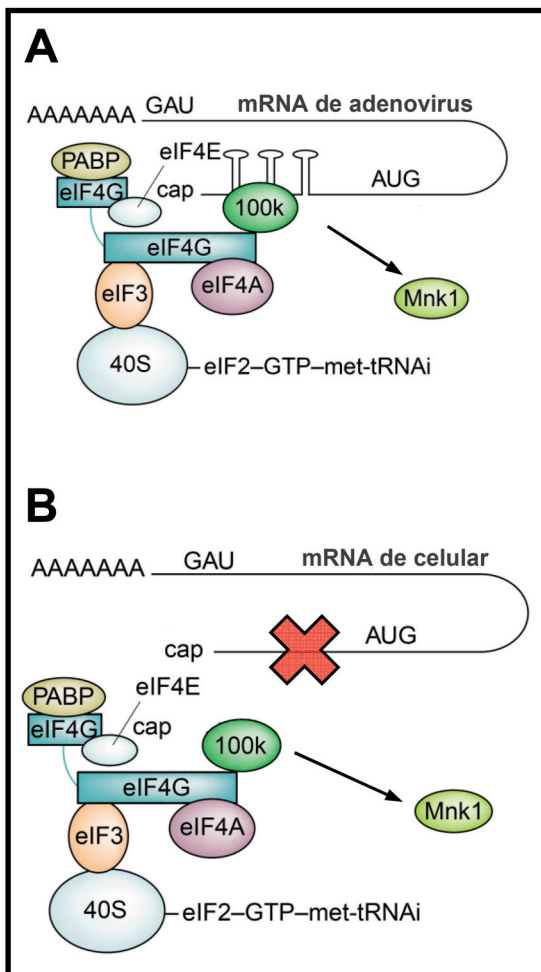 A
AAAAAAA GAU mRNA de adenovirus
PABP eIF4E
eIF4G cap AUG
100k
eIF4G
eIF3 eIF4A Mnk1
40S eIF2–GTP–met-tRNAi
B
AAAAAAA GAU mRNA de celular
cap AUG
PABP eIF4E
eIF4G cap 100k
eIF4G
eIF3 eIF4A Mnk1
40S eIF2–GTP–met-tRNAi